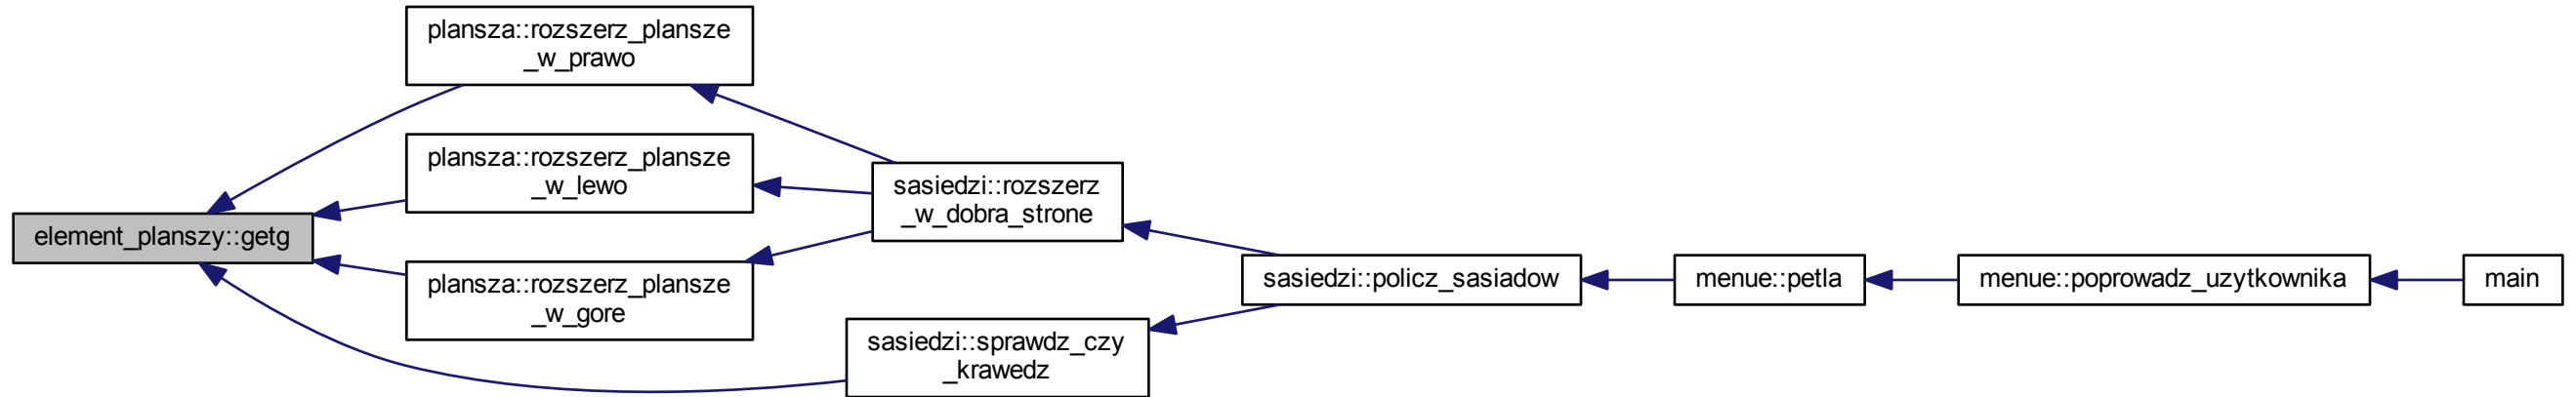 plansza::rozszerz_plansze
_w_prawo
plansza::rozszerz_plansze
_w_lewo
sasiedzi::rozszerz
_w_dobra_strone
element_planszy::getg
plansza::rozszerz_plansze
_w_gore
sasiedzi::policz_sasiadow
menue::petla
menue::poprowadz_uzytkownika
main
sasiedzi::sprawdz_czy
_krawedz